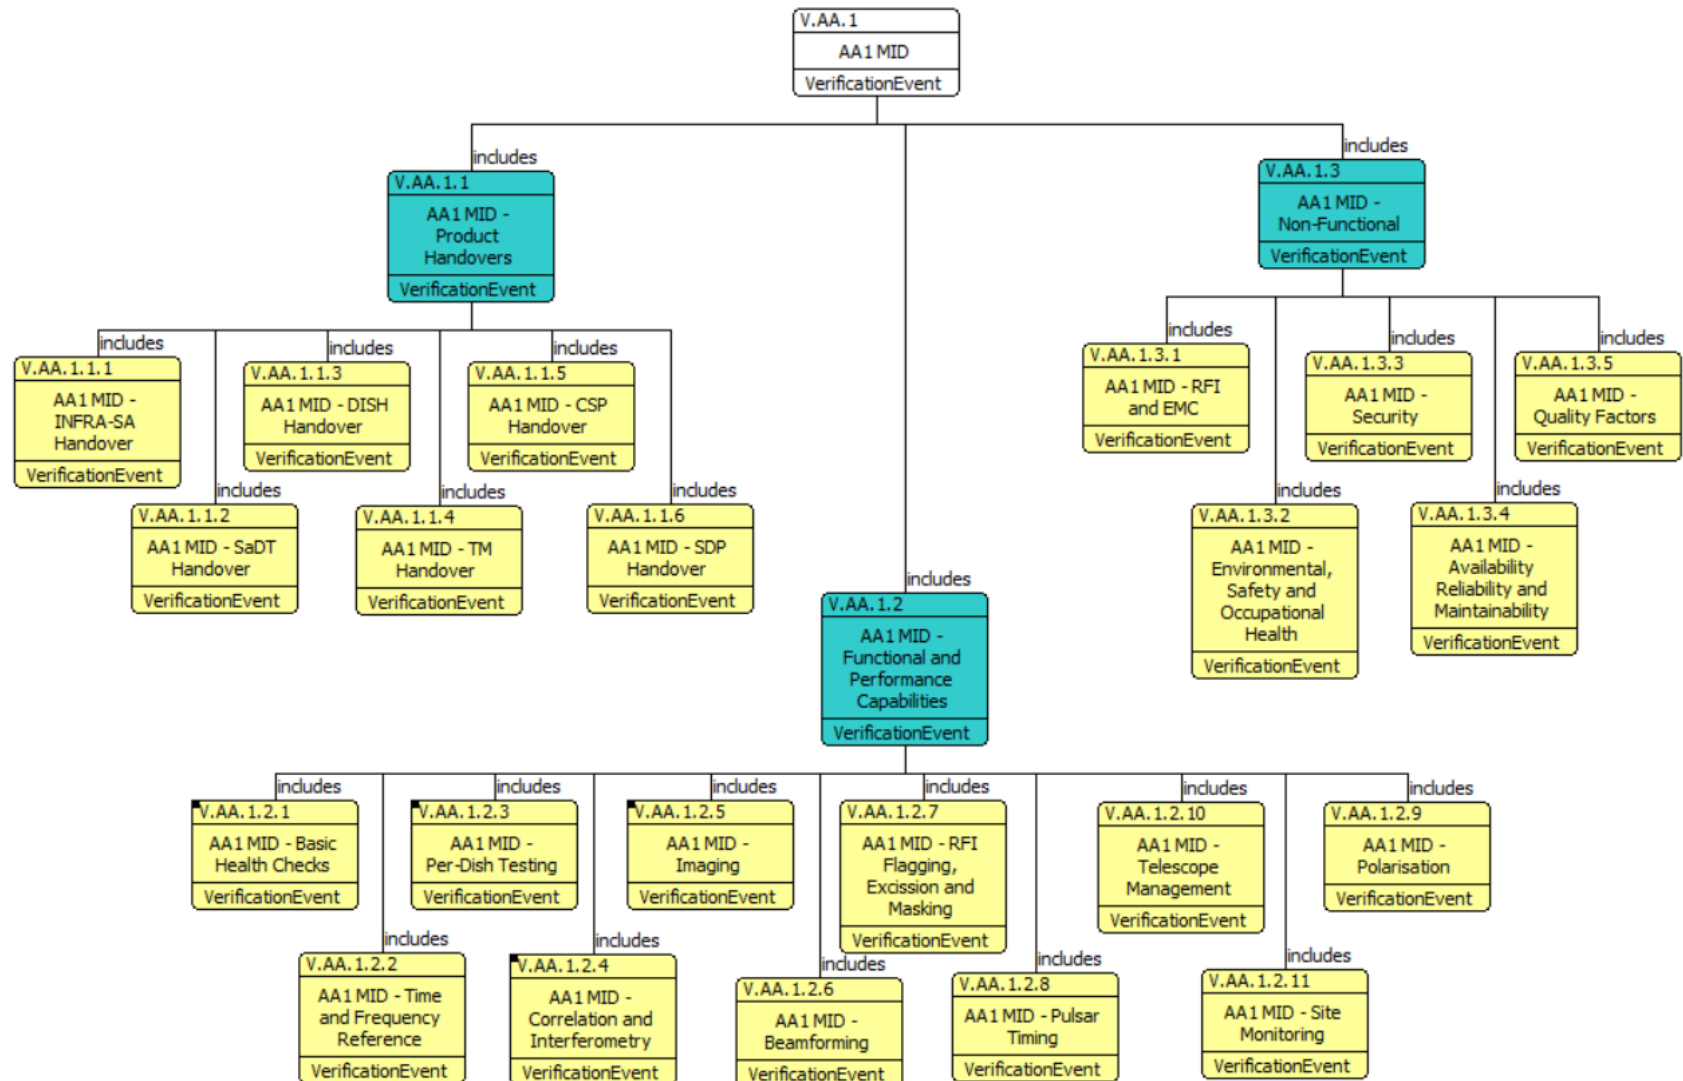 V.AA.1
AA1 MID
VerificationEvent
includes
V.AA.1.1
AA1 MID -
Product
Handovers
VerificationEvent
includes
V.AA.1.3
AA1 MID -
Non-Functional
VerificationEvent
includes
V.AA.1.1.1
AA1 MID -
INFRA-SA
Handover
VerificationEvent
includes
V.AA.1.1.3
AA1 MID - DISH
Handover
VerificationEvent
includes
V.AA.1.1.5
AA1 MID - CSP
Handover
VerificationEvent
includes
V.AA.1.1.2
AA1 MID - SaDT
Handover
VerificationEvent
includes
V.AA.1.1.4
AA1 MID - TM
Handover
VerificationEvent
includes
V.AA.1.1.6
AA1 MID - SDP
Handover
VerificationEvent
includes
V.AA.1.3.1
AA1 MID - RFI
and EMC
VerificationEvent
includes
V.AA.1.3.3
AA1 MID -
Security
VerificationEvent
includes
V.AA.1.3.5
AA1 MID -
Quality Factors
VerificationEvent
includes
V.AA.1.3.2
AA1 MID -
Environmental,
Safety and
Occupational
Health
VerificationEvent
includes
V.AA.1.3.4
AA1 MID -
Availability
Reliability and
Maintainability
VerificationEvent
includes
V.AA.1.2
AA1 MID -
Functional and
Performance
Capabilities
VerificationEvent
includes
V.AA.1.2.1
AA1 MID - Basic
Health Checks
VerificationEvent
includes
V.AA.1.2.3
AA1 MID -
Per-Dish Testing
VerificationEvent
includes
V.AA.1.2.5
AA1 MID -
Imaging
VerificationEvent
includes
V.AA.1.2.7
AA1 MID - RFI
Flagging,
Excission and
Masking
VerificationEvent
includes
V.AA.1.2.10
AA1 MID -
Telescope
Management
VerificationEvent
includes
V.AA.1.2.9
AA1 MID -
Polarisation
VerificationEvent
includes
V.AA.1.2.2
AA1 MID - Time
and Frequency
Reference
VerificationEvent
includes
V.AA.1.2.4
AA1 MID -
Correlation and
Interferometry
VerificationEvent
includes
V.AA.1.2.6
AA1 MID -
Beamforming
VerificationEvent
includes
V.AA.1.2.8
AA1 MID - Pulsar
Timing
VerificationEvent
includes
V.AA.1.2.11
AA1 MID - Site
Monitoring
VerificationEvent